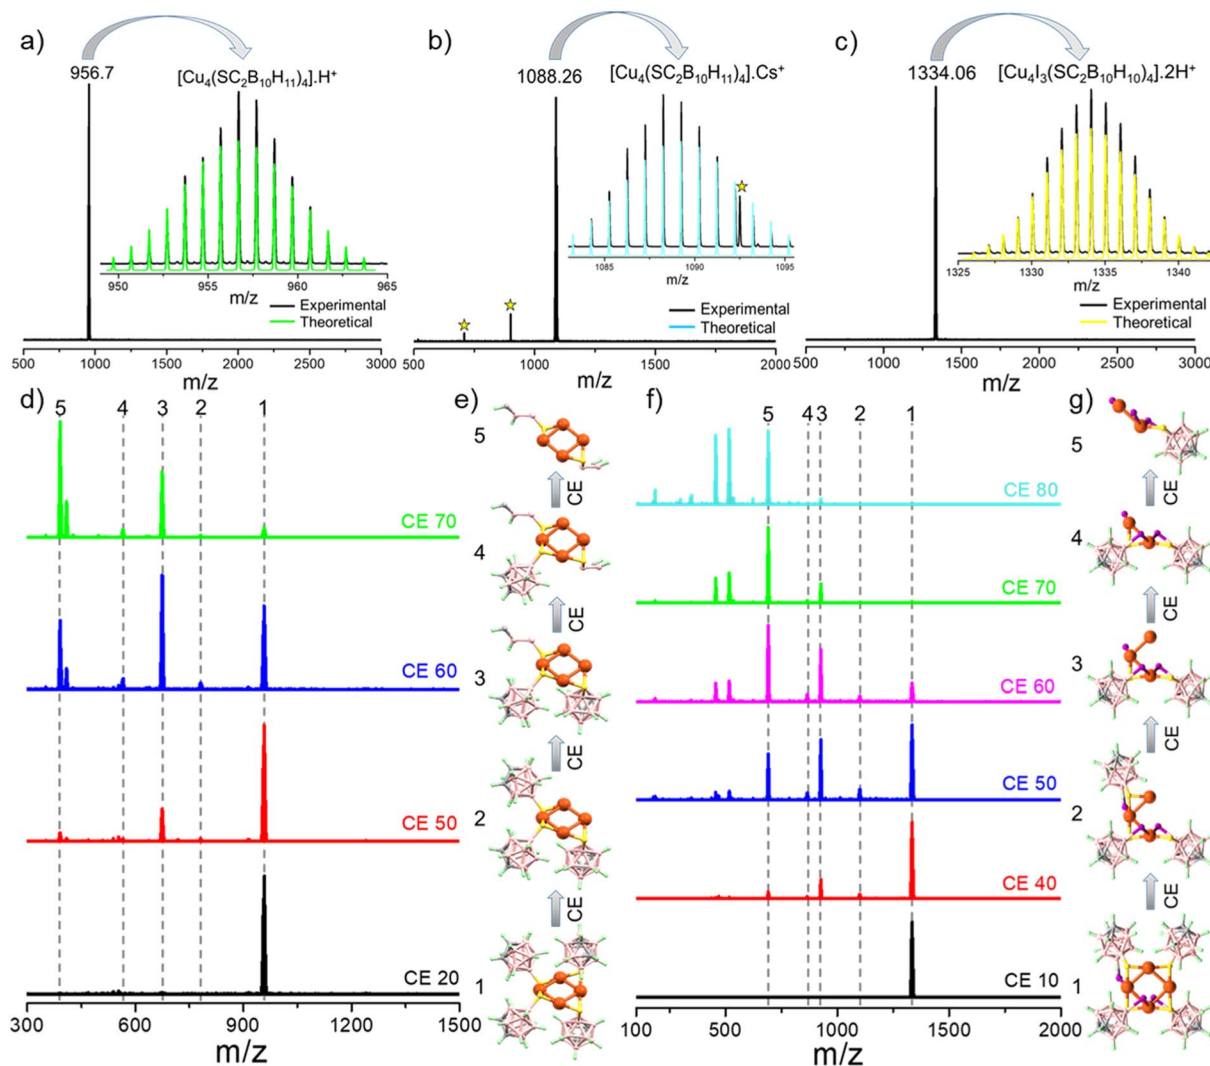 a)
956.7
[Cu₄(SC₂B₁₀H₁₁)₄].H⁺
950 955 960 965
m/z
Experimental
Theoretical
500 1000 1500 2000 2500 3000
m/z
b)
1088.26
[Cu₄(SC₂B₁₀H₁₁)₄].Cs⁺
1085 1090 1095
m/z
Experimental
Theoretical
500 1000 1500 2000
m/z
c)
1334.06
[Cu₄I₃(SC₂B₁₀H₁₀)₄].2H⁺
1325 1330 1335 1340
m/z
Experimental
Theoretical
500 1000 1500 2000 2500 3000
m/z
d)
5 4 3 2 1
CE 70
CE 60
CE 50
CE 20
300 600 900 1200 1500
m/z
e)
5
CE
4
CE
3
CE
2
CE
1
f)
5 4 3 2 1
CE 80
CE 70
CE 60
CE 50
CE 40
CE 10
100 500 1000 1500 2000
m/z
g)
5
CE
4
CE
3
CE
2
CE
1